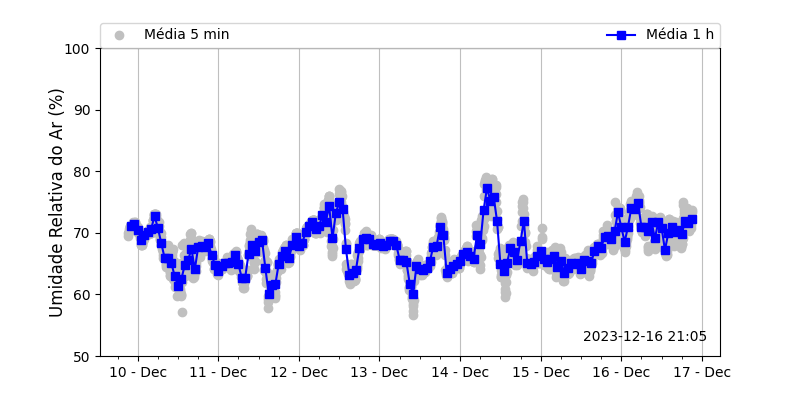 Média 5 min
Média 1 h
Umidade Relativa do Ar (%)
100
90
80
70
60
50
2023-12-16 21:05
10 - Dec
11 - Dec
12 - Dec
13 - Dec
14 - Dec
15 - Dec
16 - Dec
17 - Dec